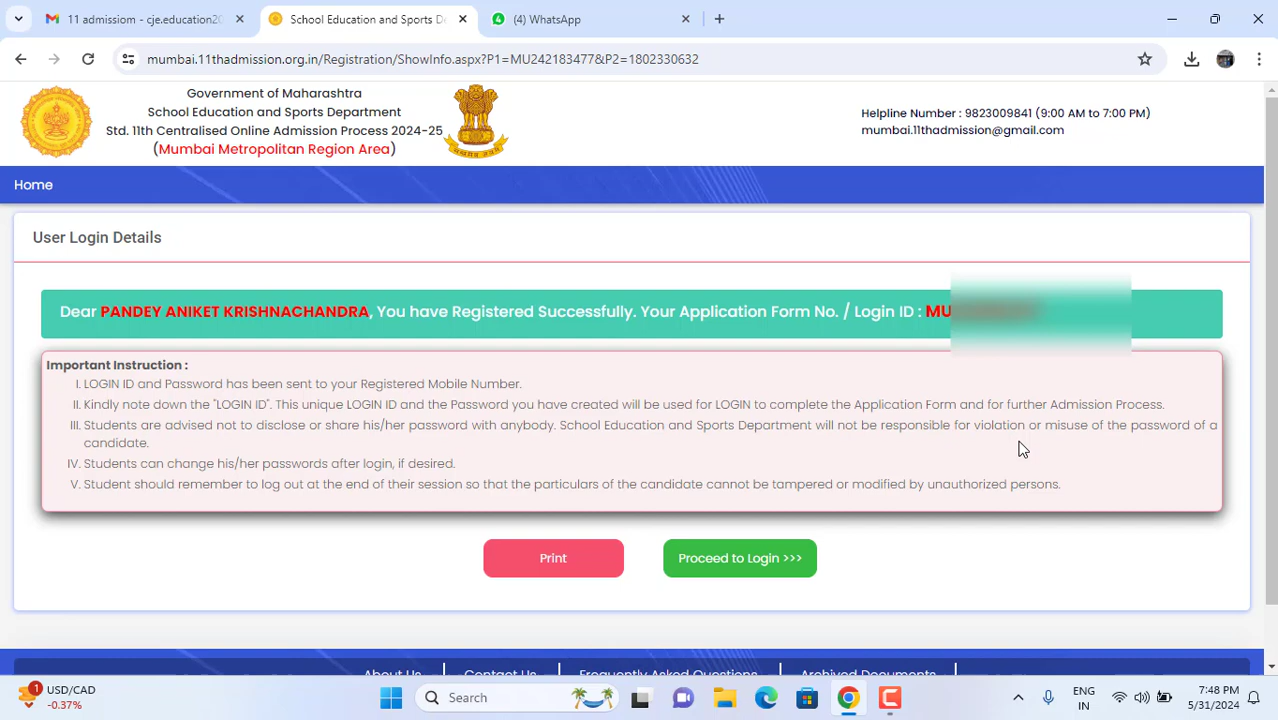 11 admissiom - cje.education20
School Education and Sports De
(4) WhatsApp
mumbai.11thadmission.org.in/Registration/ShowInfo.aspx?P1=MU242183477&P2=1802330632
Government of Maharashtra
School Education and Sports Department
Std. 11th Centralised Online Admission Process 2024-25
(Mumbai Metropolitan Region Area)
Helpline Number : 9823009841 (9:00 AM to 7:00 PM)
mumbai.11thadmission@gmail.com
Home
User Login Details
Dear PANDEY ANIKET KRISHNACHANDRA, You have Registered Successfully. Your Application Form No. / Login ID : MU
Important Instruction :
I. LOGIN ID and Password has been sent to your Registered Mobile Number.
II. Kindly note down the "LOGIN ID". This unique LOGIN ID and the Password you have created will be used for LOGIN to complete the Application Form and for further Admission Process.
III. Students are advised not to disclose or share his/her password with anybody. School Education and Sports Department will not be responsible for violation or misuse of the password of a
candidate.
IV. Students can change his/her passwords after login, if desired.
V. Student should remember to log out at the end of their session so that the particulars of the candidate cannot be tampered or modified by unauthorized persons.
Print
Proceed to Login >>>
About Us
Contact Us
Frequently Asked Questions
Archived Documents
1
USD/CAD
-0.37%
Search
ENG
IN
7:48 PM
5/31/2024